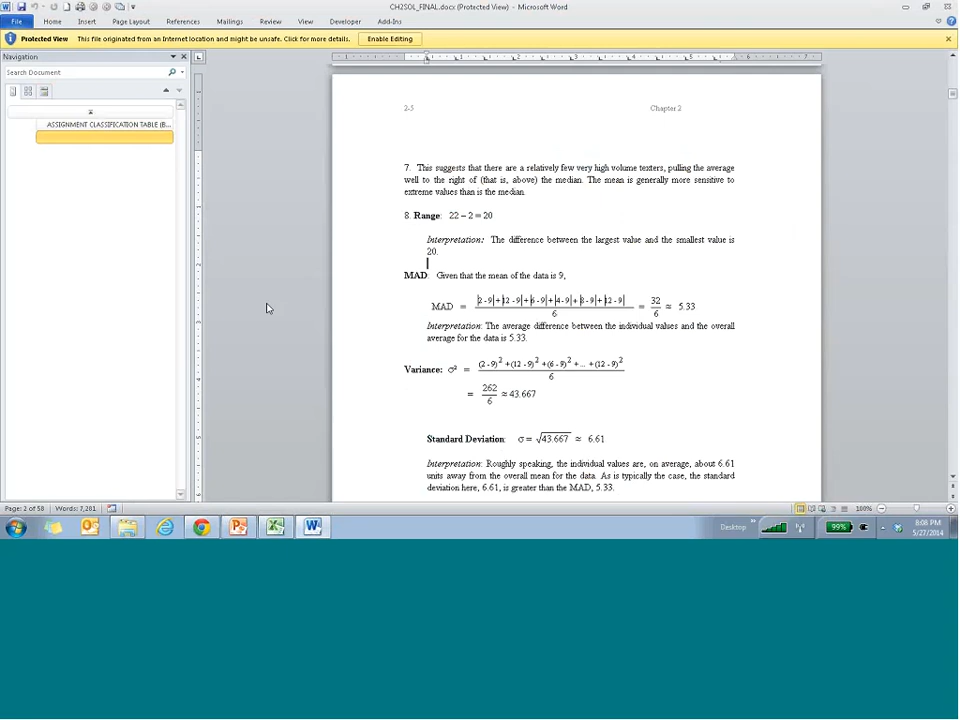 CH2SOL_FINAL.docx (Protected View) - Microsoft Word
File Home Insert Page Layout References Mailings Review View Developer Add-Ins
Protected View This file originated from an Internet location and might be unsafe. Click for more details. Enable Editing
Navigation
Search Document
ASSIGNMENT CLASSIFICATION TABLE (B...
2-5 Chapter 2
7. This suggests that there are a relatively few very high volume texters, pulling the average
well to the right of (that is, above) the median. The mean is generally more sensitive to
extreme values than is the median.
8. Range: 22 – 2 = 20
Interpretation: The difference between the largest value and the smallest value is
20.
MAD: Given that the mean of the data is 9,
MAD = |2 - 9| + |12 - 9| + |6 - 9| + |4 - 9| + |8 - 9| + |12 - 9| / 6 = 32 / 6 ≈ 5.33
Interpretation: The average difference between the individual values and the overall
average for the data is 5.33.
Variance: σ² = (2 - 9)² + (12 - 9)² + (6 - 9)² + ... + (12 - 9)² / 6
= 262 / 6 ≈ 43.667
Standard Deviation: σ = √43.667 ≈ 6.61
Interpretation: Roughly speaking, the individual values are, on average, about 6.61
units away from the overall mean for the data. As is typically the case, the standard
deviation here, 6.61, is greater than the MAD, 5.33.
Page: 2 of 58 Words: 7,281 100%
Desktop 99% 8:08 PM
5/27/2014